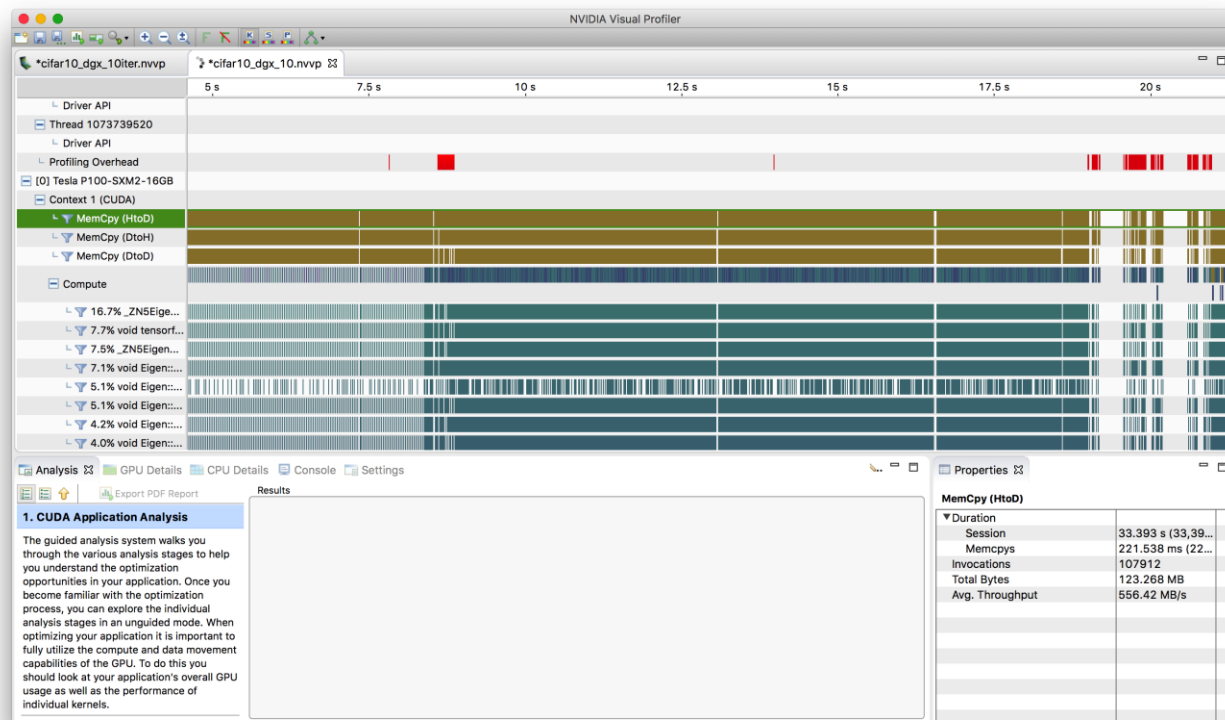 NVIDIA Visual Profiler
*cifar10_dgx_10iter.nvvp
*cifar10_dgx_10.nvvp
5 s
7.5 s
10 s
12.5 s
15 s
17.5 s
20 s
Driver API
Thread 1073739520
Driver API
Profiling Overhead
[0] Tesla P100-SXM2-16GB
Context 1 (CUDA)
MemCpy (HtoD)
MemCpy (DtoH)
MemCpy (DtoD)
Compute
16.7% _ZN5Eige...
7.7% void tensorf...
7.5% _ZN5Eigen...
7.1% void Eigen::...
5.1% void Eigen::...
5.1% void Eigen::...
4.2% void Eigen::...
4.0% void Eigen::...
Analysis
GPU Details
CPU Details
Console
Settings
Export PDF Report
Results
1. CUDA Application Analysis
The guided analysis system walks you
through the various analysis stages to help
you understand the optimization
opportunities in your application. Once you
become familiar with the optimization
process, you can explore the individual
analysis stages in an unguided mode. When
optimizing your application it is important to
fully utilize the compute and data movement
capabilities of the GPU. To do this you
should look at your application's overall GPU
usage as well as the performance of
individual kernels.
Properties
MemCpy (HtoD)
Duration
Session 33.393 s (33,39...
Memcpys 221.538 ms (22...
Invocations 107912
Total Bytes 123.268 MB
Avg. Throughput 556.42 MB/s